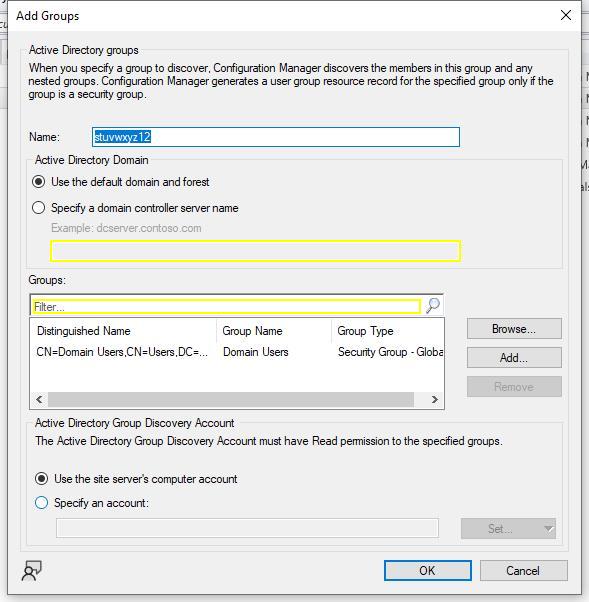 Add Groups
Active Directory groups
When you specify a group to discover, Configuration Manager discovers the members in this group and any
nested groups. Configuration Manager generates a user group resource record for the specified group only if the
group is a security group.
Name: stuvwxyz12
Active Directory Domain
Use the default domain and forest
Specify a domain controller server name
Example: dcserver.contoso.com
Groups:
Filter...
Distinguished Name Group Name Group Type
CN=Domain Users,CN=Users,DC=... Domain Users Security Group - Globa
Browse...
Add...
Remove
Active Directory Group Discovery Account
The Active Directory Group Discovery Account must have Read permission to the specified groups.
Use the site server's computer account
Specify an account:
Set...
OK Cancel